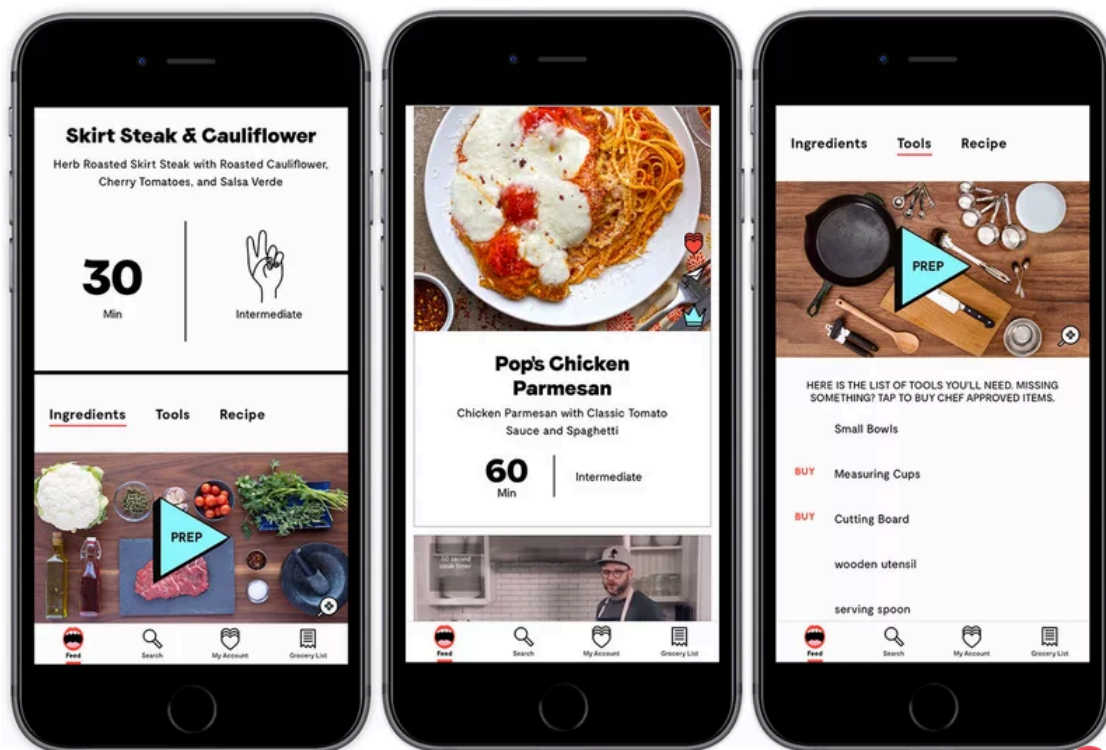 Skirt Steak & Cauliflower
Herb Roasted Skirt Steak with Roasted Cauliflower,
Cherry Tomatoes, and Salsa Verde
30
Min
Intermediate
Ingredients Tools Recipe
PREP
Feed Search My Account Grocery List
Pop's Chicken
Parmesan
Chicken Parmesan with Classic Tomato
Sauce and Spaghetti
60
Min
Intermediate
60 second
steak timer
Feed Search My Account Grocery List
Ingredients Tools Recipe
PREP
HERE IS THE LIST OF TOOLS YOU'LL NEED. MISSING
SOMETHING? TAP TO BUY CHEF APPROVED ITEMS.
Small Bowls
BUY Measuring Cups
BUY Cutting Board
wooden utensil
serving spoon
Feed Search My Account Grocery List